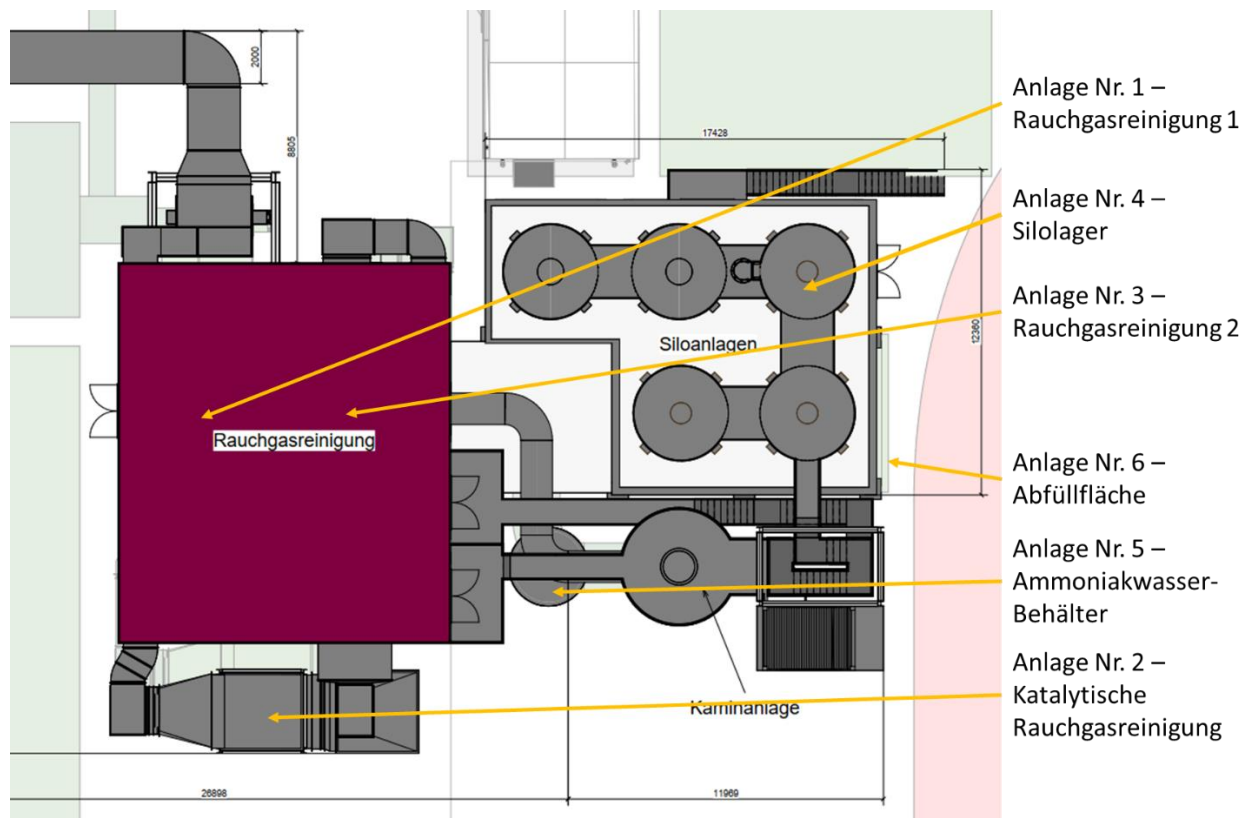 2000
8805
17428
12360
Siloanlagen
Rauchgasreinigung
Kaminanlage
26898
11969
Anlage Nr. 1 –
Rauchgasreinigung 1
Anlage Nr. 4 –
Silolager
Anlage Nr. 3 –
Rauchgasreinigung 2
Anlage Nr. 6 –
Abfüllfläche
Anlage Nr. 5 –
Ammoniakwasser-
Behälter
Anlage Nr. 2 –
Katalytische
Rauchgasreinigung